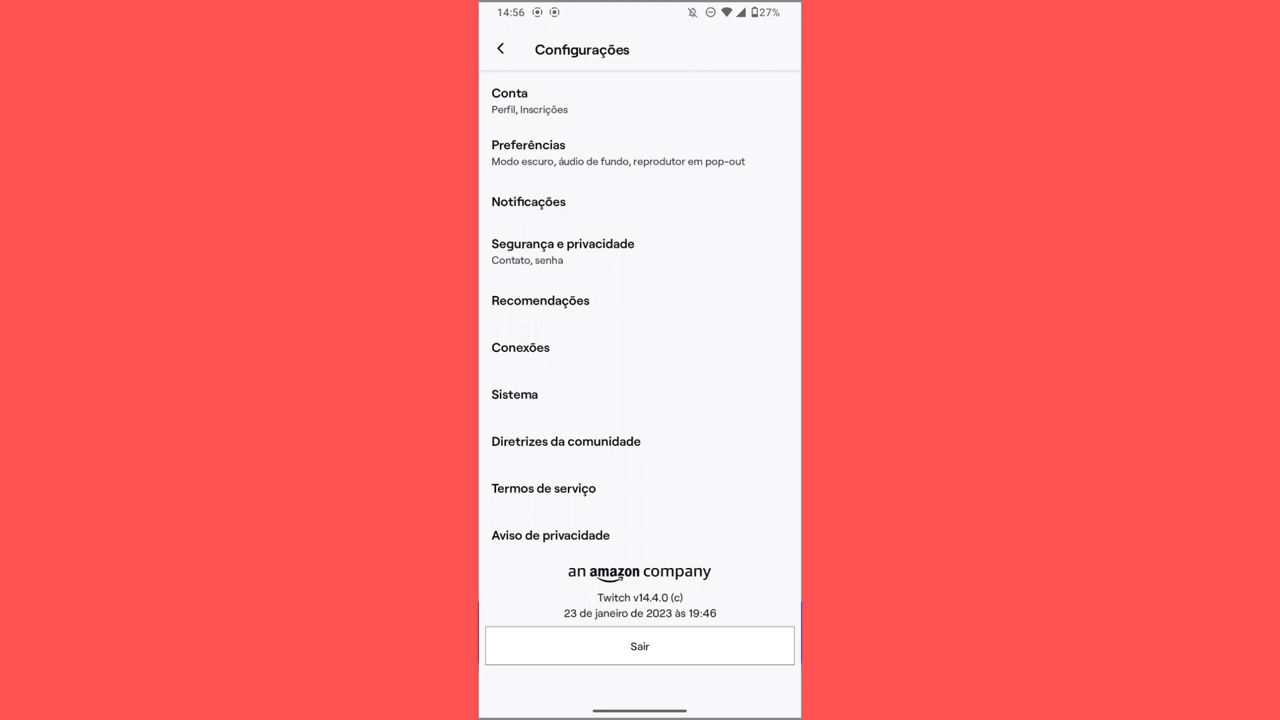 14:56 27%
Configurações
Conta
Perfil, Inscrições
Preferências
Modo escuro, áudio de fundo, reprodutor em pop-out
Notificações
Segurança e privacidade
Contato, senha
Recomendações
Conexões
Sistema
Diretrizes da comunidade
Termos de serviço
Aviso de privacidade
an amazon company
Twitch v14.4.0 (c)
23 de janeiro de 2023 às 19:46
Sair